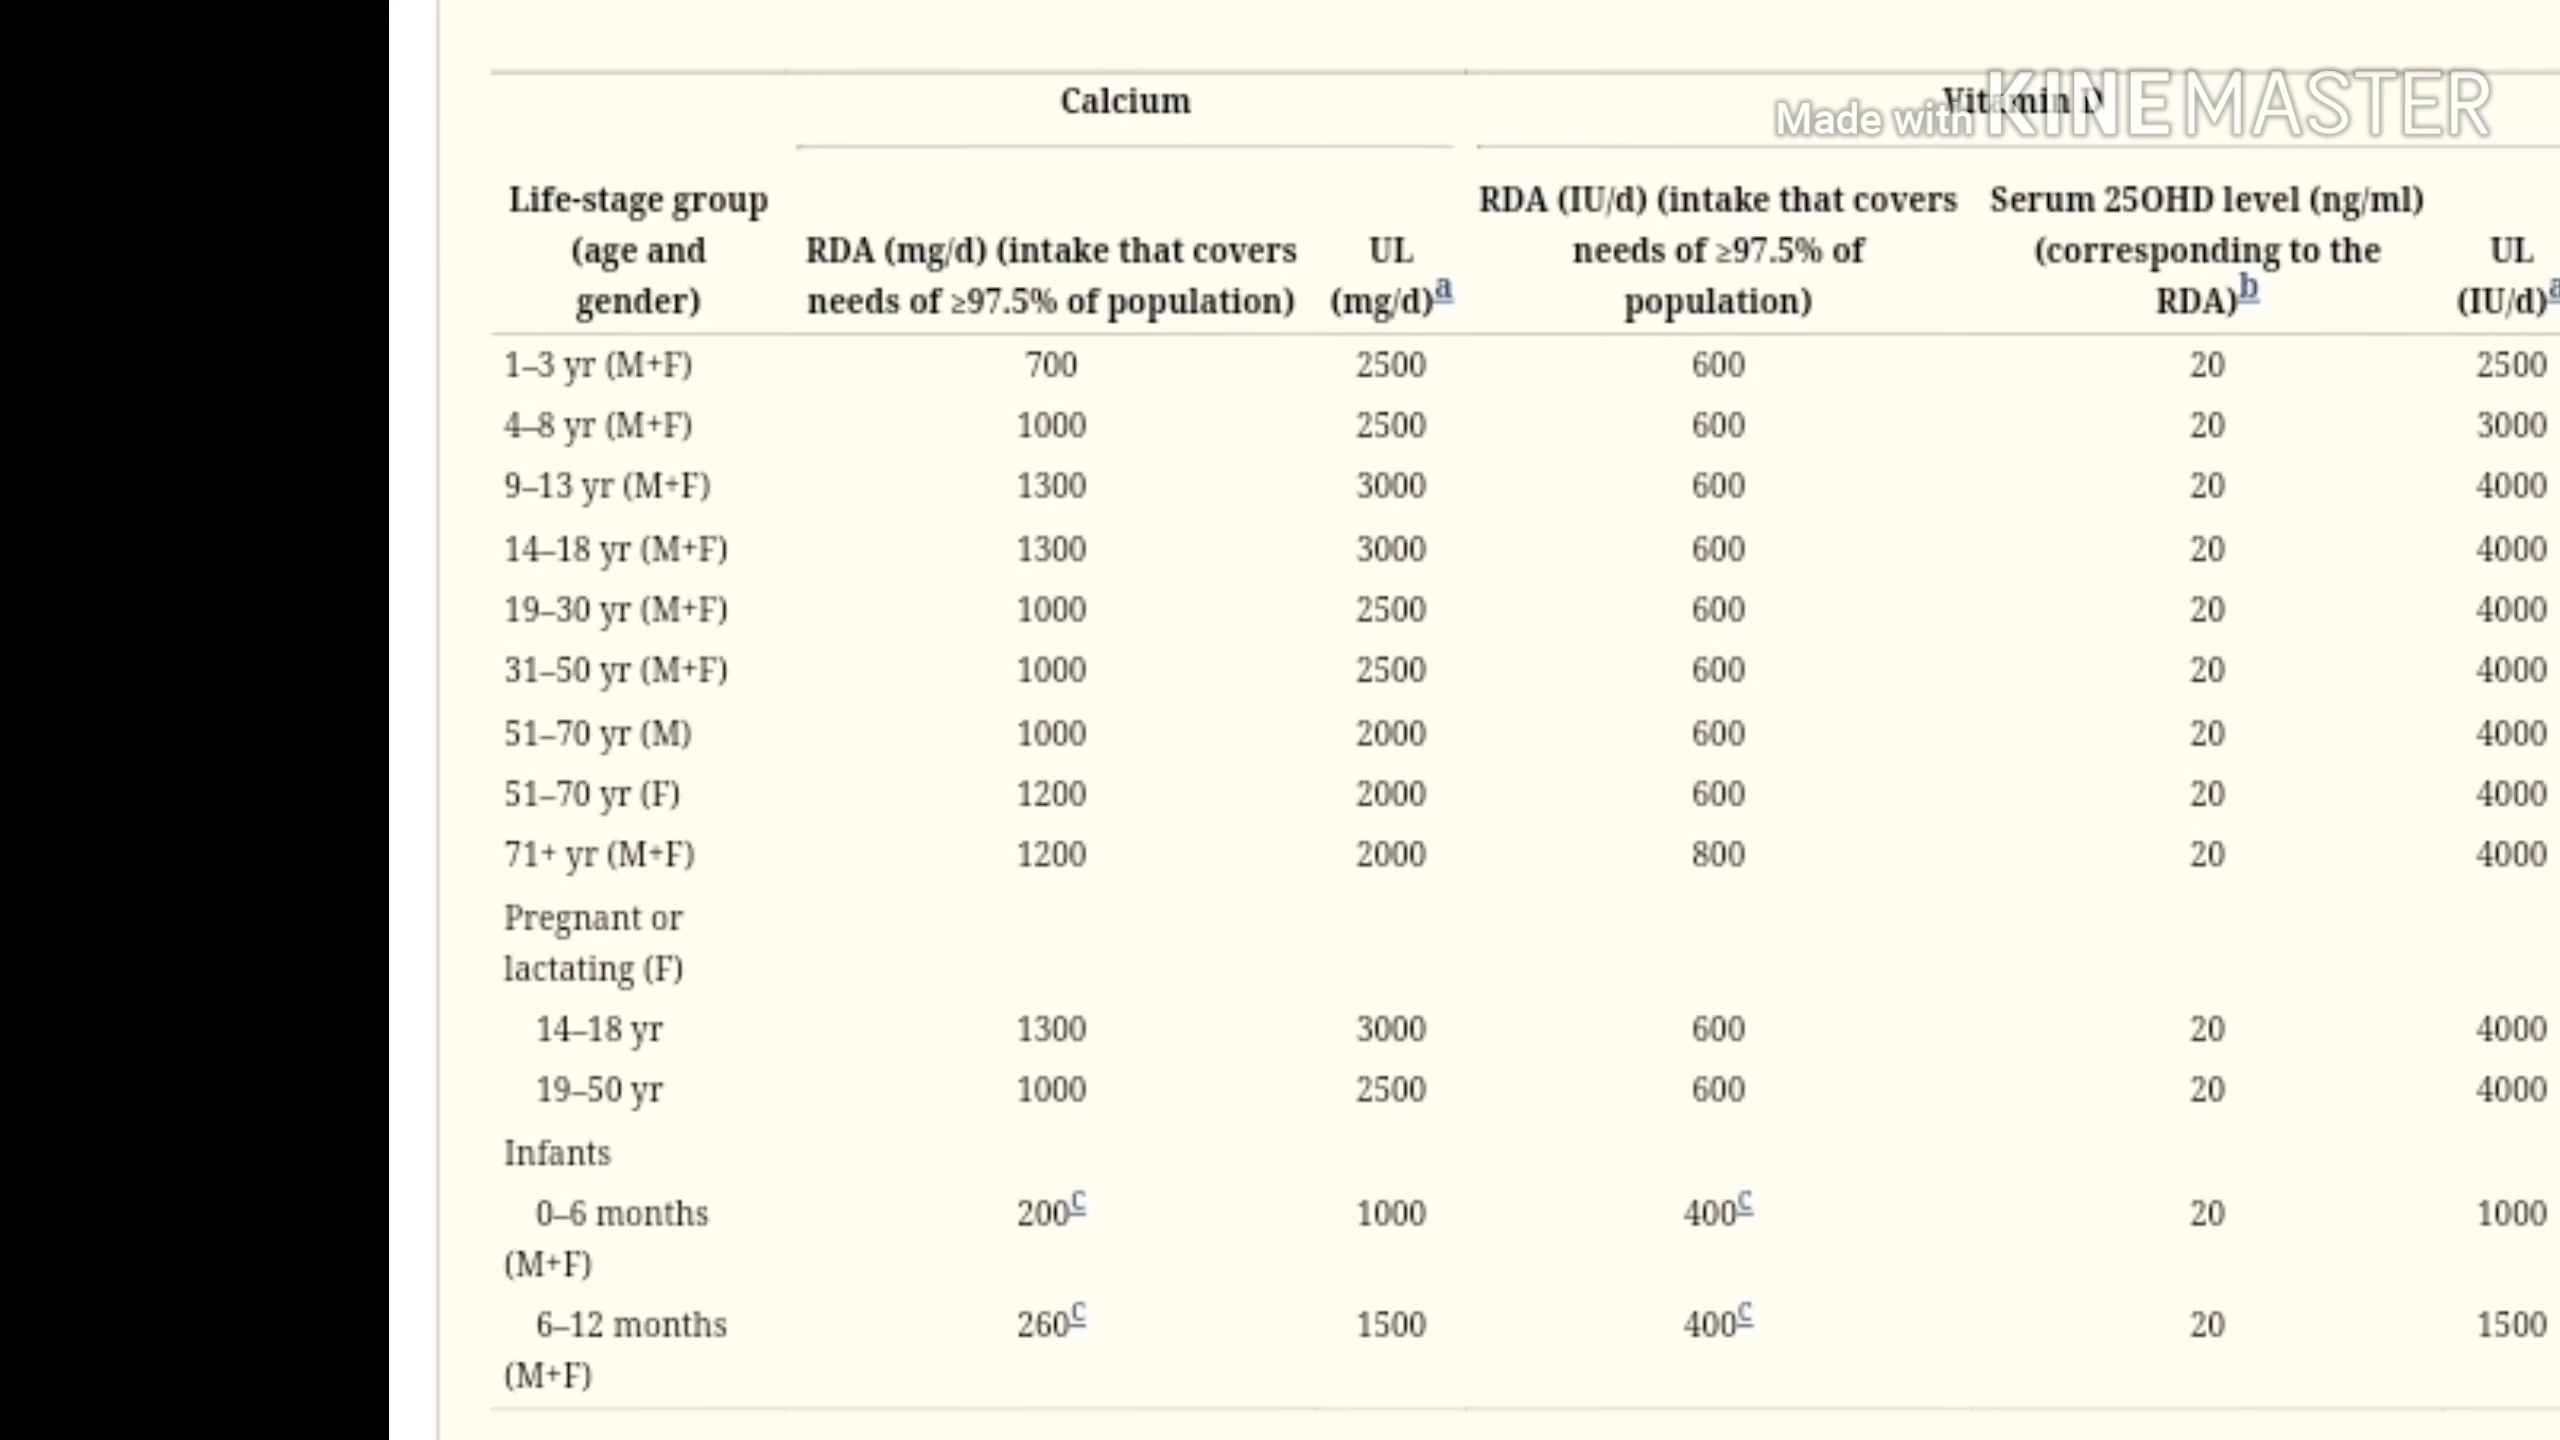 Calcium Vitamin D
Made with KINEMASTER
Life-stage group RDA (IU/d) (intake that covers Serum 25OHD level (ng/ml)
(age and RDA (mg/d) (intake that covers UL needs of ≥97.5% of (corresponding to the UL
gender) needs of ≥97.5% of population) (mg/d)a population) RDA)b (IU/d)a
1–3 yr (M+F) 700 2500 600 20 2500
4–8 yr (M+F) 1000 2500 600 20 3000
9–13 yr (M+F) 1300 3000 600 20 4000
14–18 yr (M+F) 1300 3000 600 20 4000
19–30 yr (M+F) 1000 2500 600 20 4000
31–50 yr (M+F) 1000 2500 600 20 4000
51–70 yr (M) 1000 2000 600 20 4000
51–70 yr (F) 1200 2000 600 20 4000
71+ yr (M+F) 1200 2000 800 20 4000
Pregnant or
lactating (F)
14–18 yr 1300 3000 600 20 4000
19–50 yr 1000 2500 600 20 4000
Infants
0–6 months 200c 1000 400c 20 1000
(M+F)
6–12 months 260c 1500 400c 20 1500
(M+F)